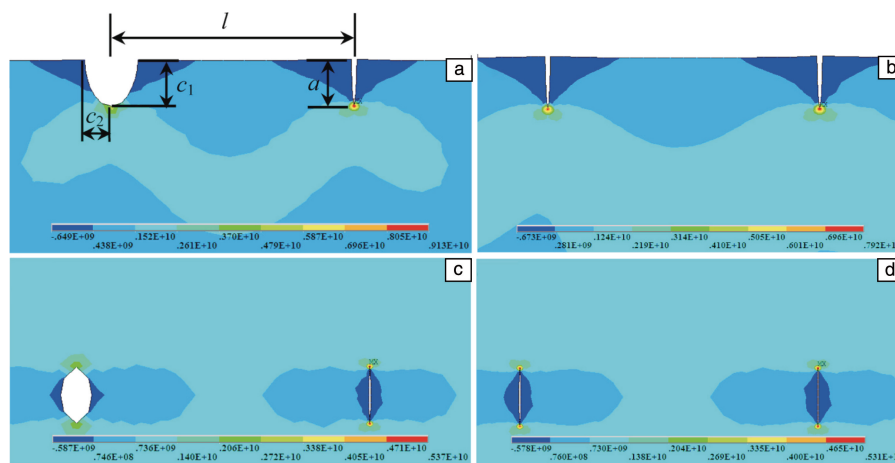 l
a
b
c1
a
c2
-.649E+09 .152E+10 .370E+10 .587E+10 .805E+10
.438E+09 .261E+10 .479E+10 .696E+10 .913E+10
-.673E+09 .124E+10 .314E+10 .505E+10 .696E+10
.281E+09 .219E+10 .410E+10 .601E+10 .792E+10
c
d
-.587E+09 .736E+09 .204E+10 .338E+10 .471E+10
.746E+08 .140E+10 .272E+10 .405E+10 .537E+10
-.578E+09 .730E+09 .204E+10 .335E+10 .465E+10
.760E+08 .138E+10 .269E+10 .400E+10 .531E+10